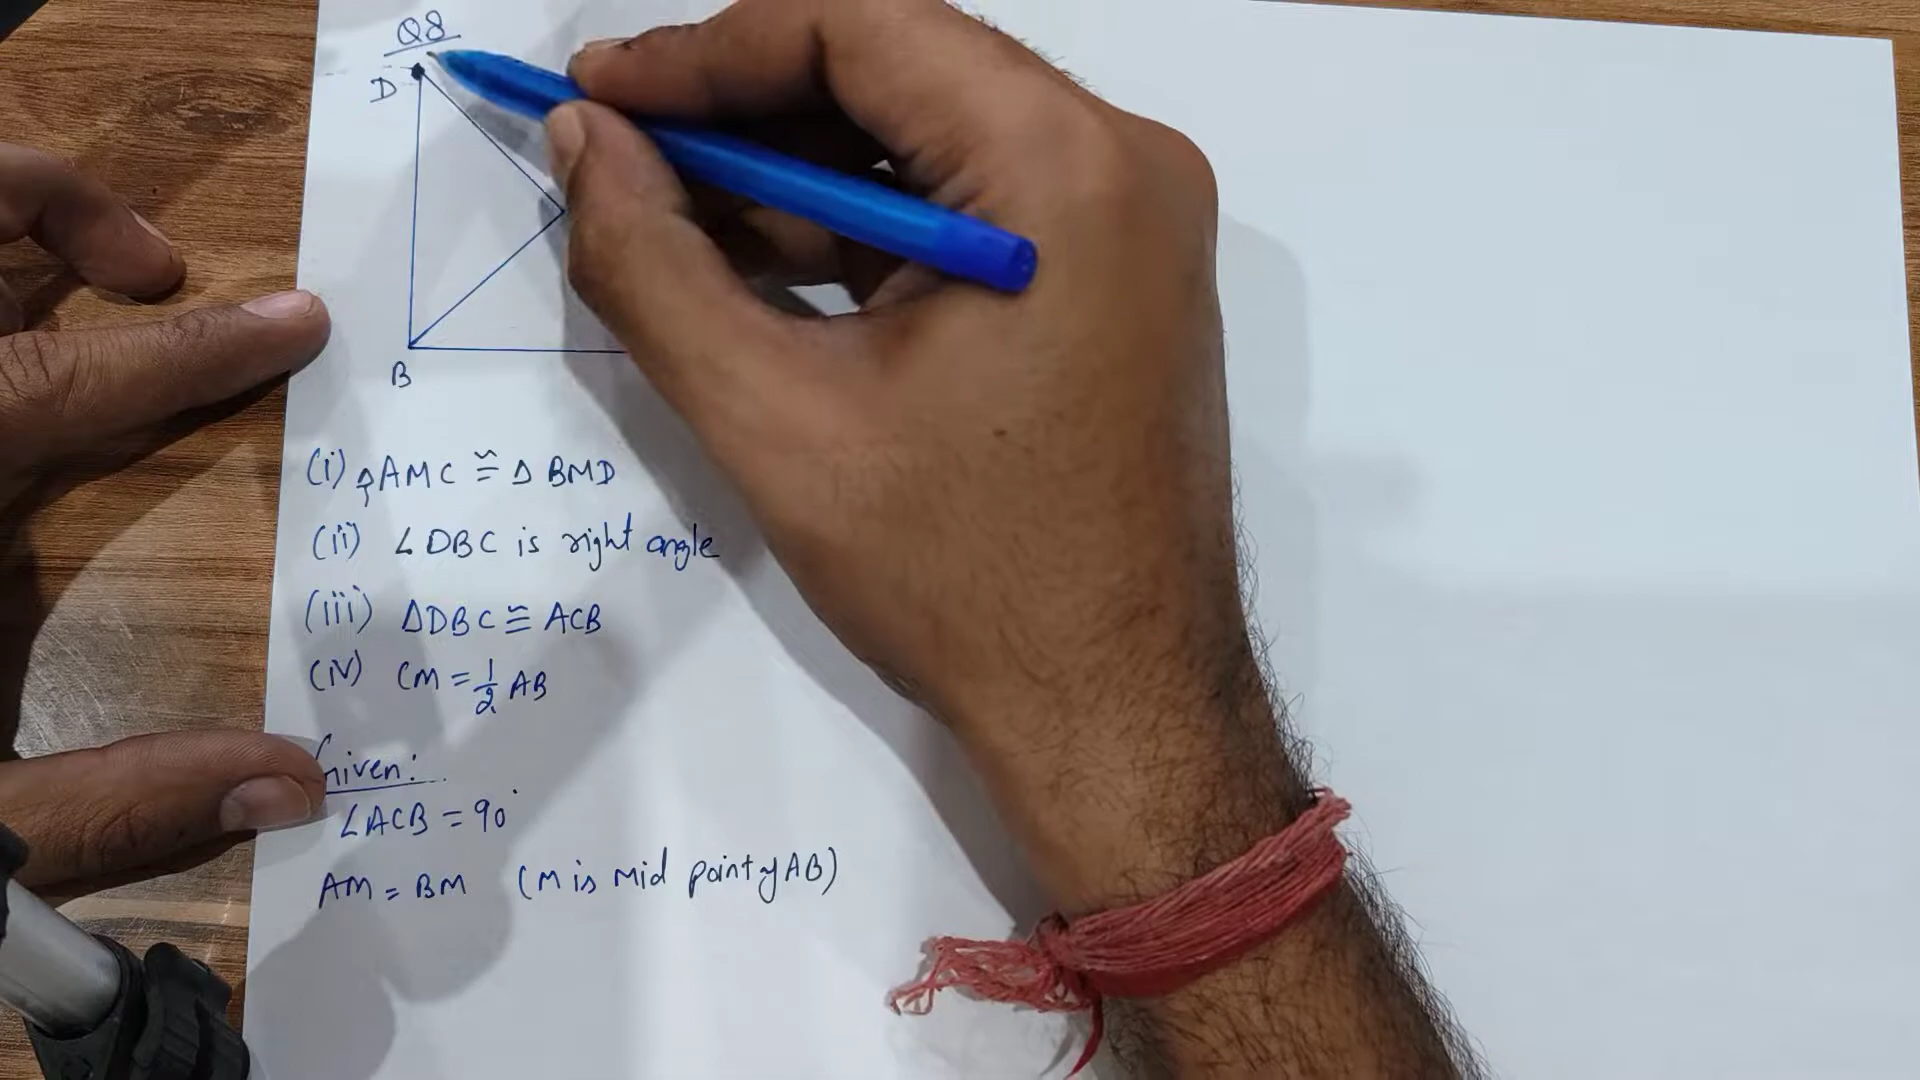 Q8
D
B
(i) ΔAMC ≅ Δ BMD
(ii) ∠DBC is right angle
(iii) ΔDBC ≅ ACB
(iv) CM = 1/2 AB
Given:
∠ACB = 90°
AM = BM (M is mid point of AB)